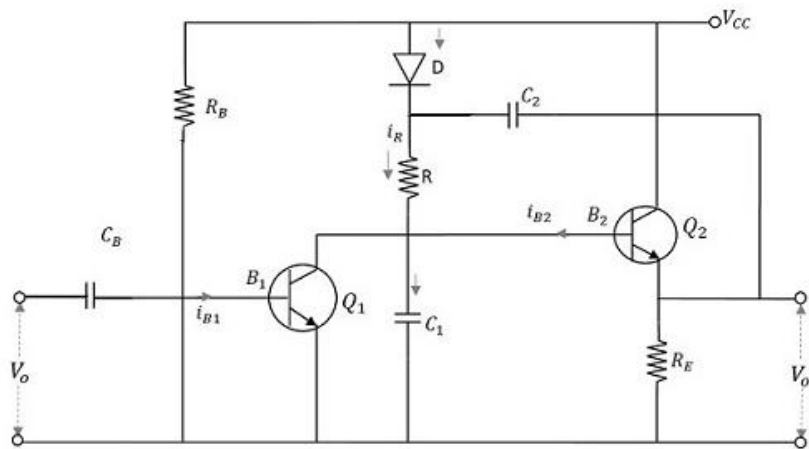 V_CC
D
C_2
R_B
i_R
R
i_B2
B_2
Q_2
C_B
B_1
Q_1
i_B1
C_1
V_o
R_E
V_o